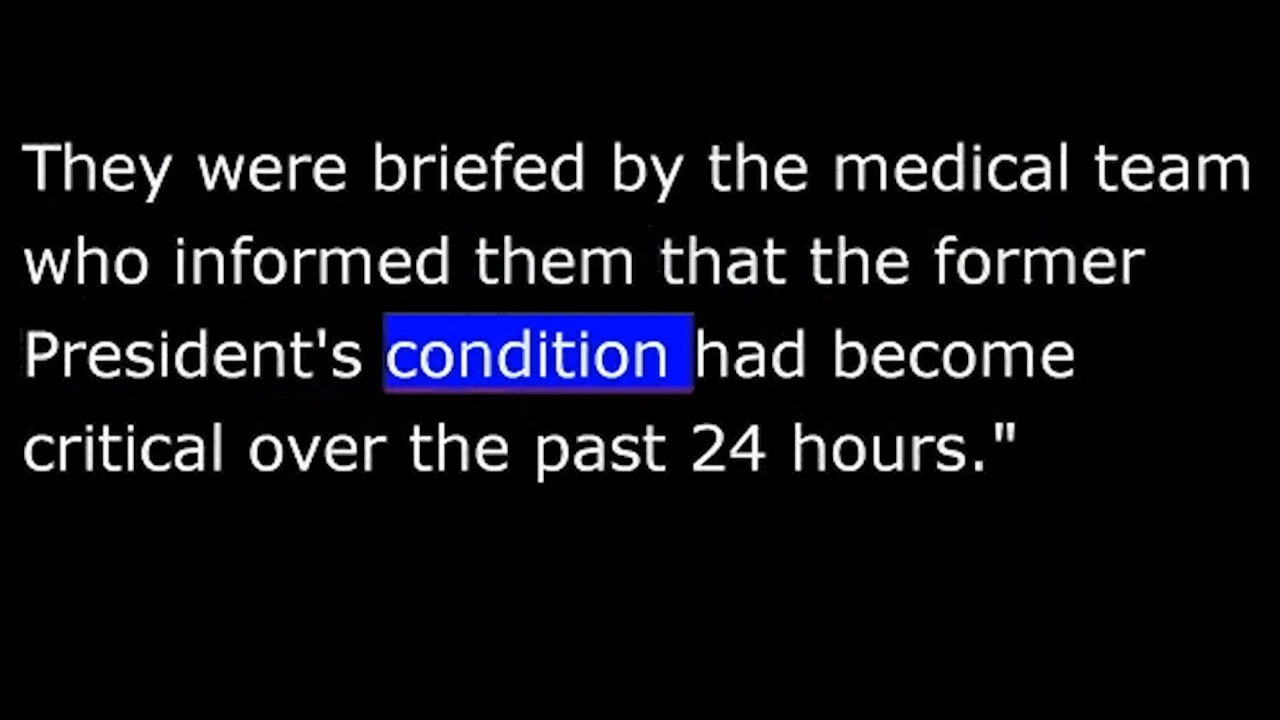 They were briefed by the medical team
who informed them that the former
President's condition had become
critical over the past 24 hours."